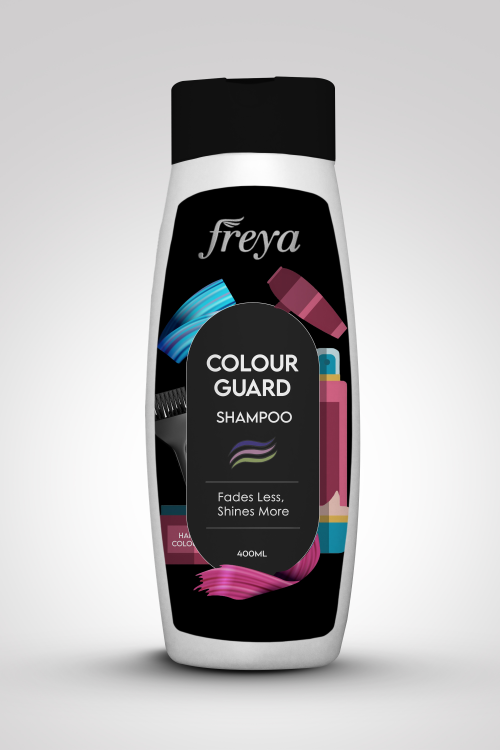 freya
COLOUR
GUARD
SHAMPOO
Fades Less,
Shines More
400ML